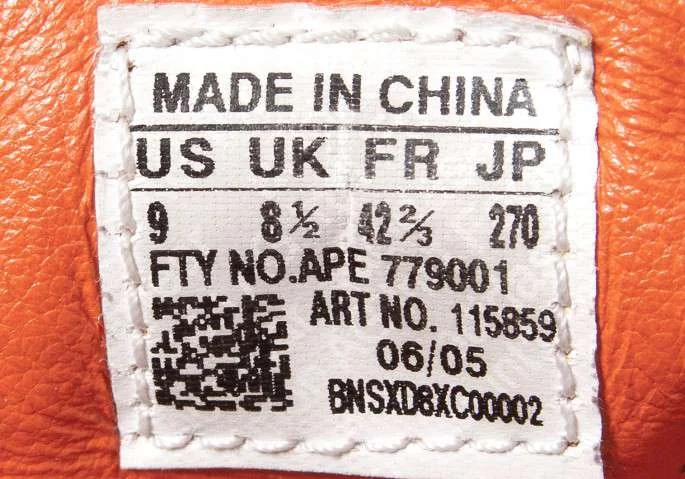 MADE IN CHINA
US UK FR JP
9 8½ 42⅔ 270
FTY NO.APE 779001
ART NO. 115859
06/05
BNSXD6XC00002